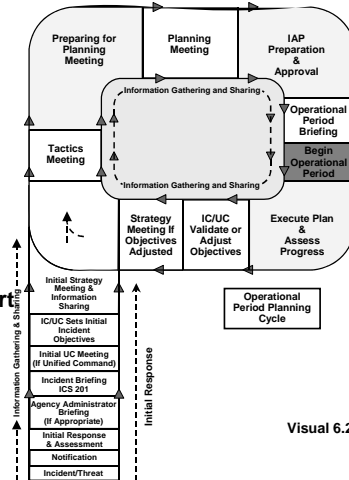 Preparing for
Planning
Meeting
Planning
Meeting
IAP
Preparation
&
Approval
Information Gathering and Sharing
Operational
Period
Briefing
Tactics
Meeting
Begin
Operational
Period
Information Gathering and Sharing
Strategy
Meeting If
Objectives
Adjusted
IC/UC
Validate or
Adjust
Objectives
Execute Plan
&
Assess
Progress
Initial Strategy
Meeting &
Information
Sharing
rt
Information Gathering & Sharing
IC/UC Sets Initial
Incident
Objectives
Initial UC Meeting
(If Unified Command)
Incident Briefing
ICS 201
Agency Administrator
Briefing
(If Appropriate)
Initial Response
& Assessment
Notification
Incident/Threat
Initial Response
Operational
Period Planning
Cycle
Visual 6.2